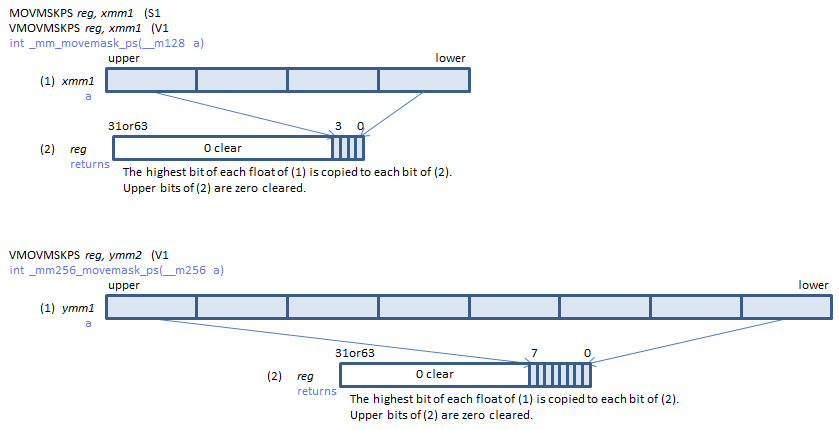 MOVMSKPS reg, xmm1 (S1
VMOVMSKPS reg, xmm1 (V1
int _mm_movemask_ps(__m128 a)
upper lower
(1) xmm1
a
31or63 3 0
(2) reg 0 clear
returns
The highest bit of each float of (1) is copied to each bit of (2).
Upper bits of (2) are zero cleared.
VMOVMSKPS reg, ymm2 (V1
int _mm256_movemask_ps(__m256 a)
upper lower
(1) ymm1
a
31or63 7 0
(2) reg 0 clear
returns
The highest bit of each float of (1) is copied to each bit of (2).
Upper bits of (2) are zero cleared.